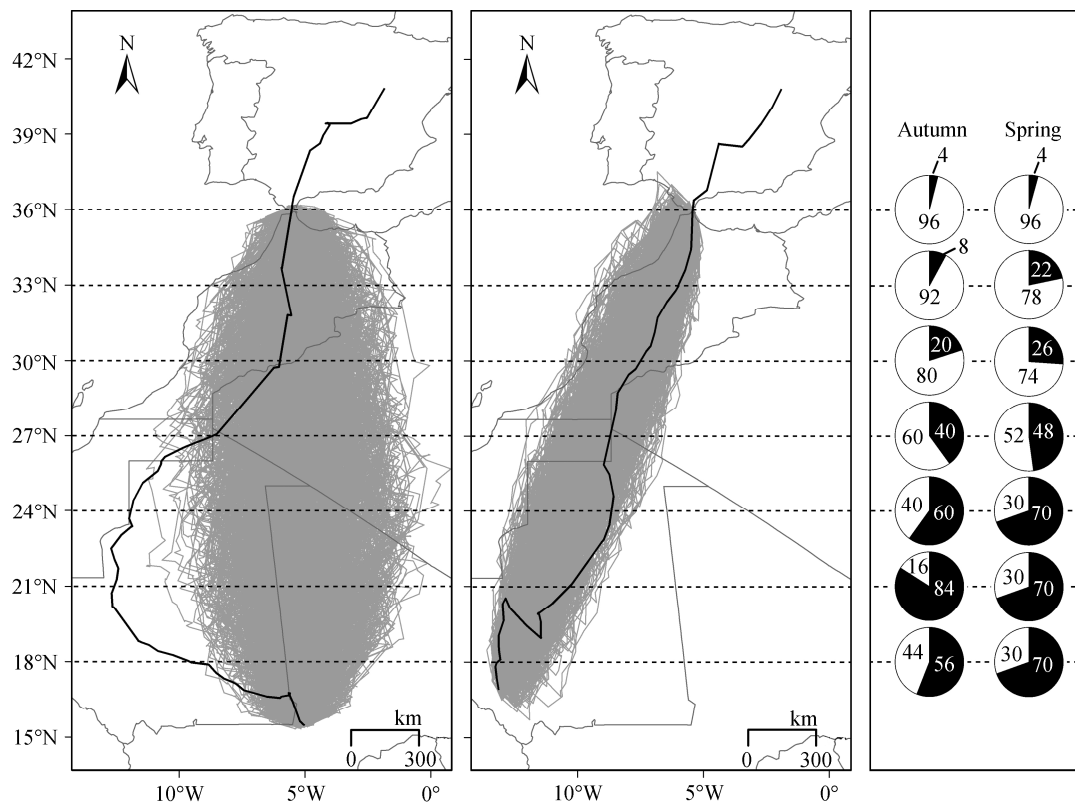 N
N
42°N
39°N
36°N
33°N
30°N
27°N
24°N
21°N
18°N
15°N
km
0 300
km
0 300
10°W 5°W 0°
10°W 5°W 0°
Autumn Spring
4 4
96 96
8 22
92 78
20 26
80 74
60 40 52 48
40 60 30 70
16 84 30 70
44 56 30 70